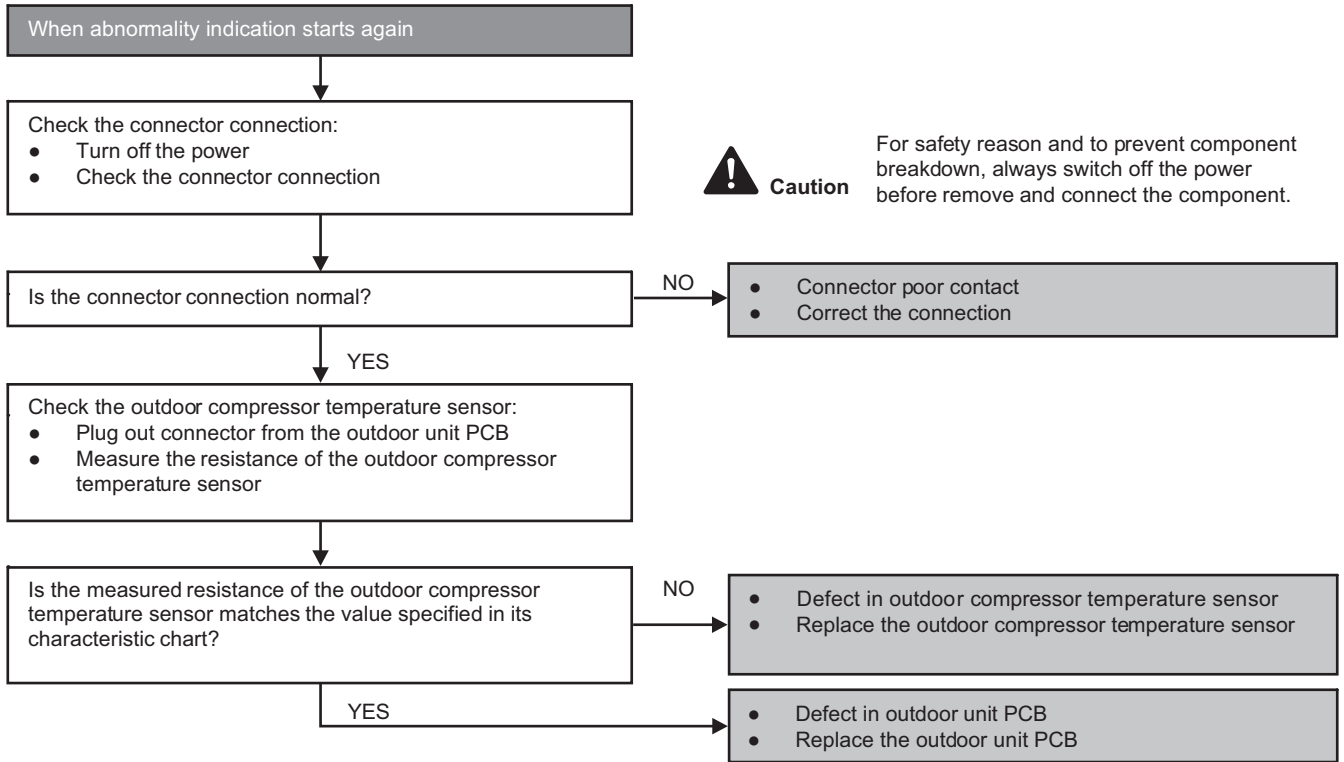 When abnormality indication starts again
Check the connector connection:
● Turn off the power
● Check the connector connection
Caution
For safety reason and to prevent component
breakdown, always switch off the power
before remove and connect the component.
Is the connector connection normal?
NO
● Connector poor contact
● Correct the connection
YES
Check the outdoor compressor temperature sensor:
● Plug out connector from the outdoor unit PCB
● Measure the resistance of the outdoor compressor
temperature sensor
Is the measured resistance of the outdoor compressor
temperature sensor matches the value specified in its
characteristic chart?
NO
● Defect in outdoor compressor temperature sensor
● Replace the outdoor compressor temperature sensor
YES
● Defect in outdoor unit PCB
● Replace the outdoor unit PCB